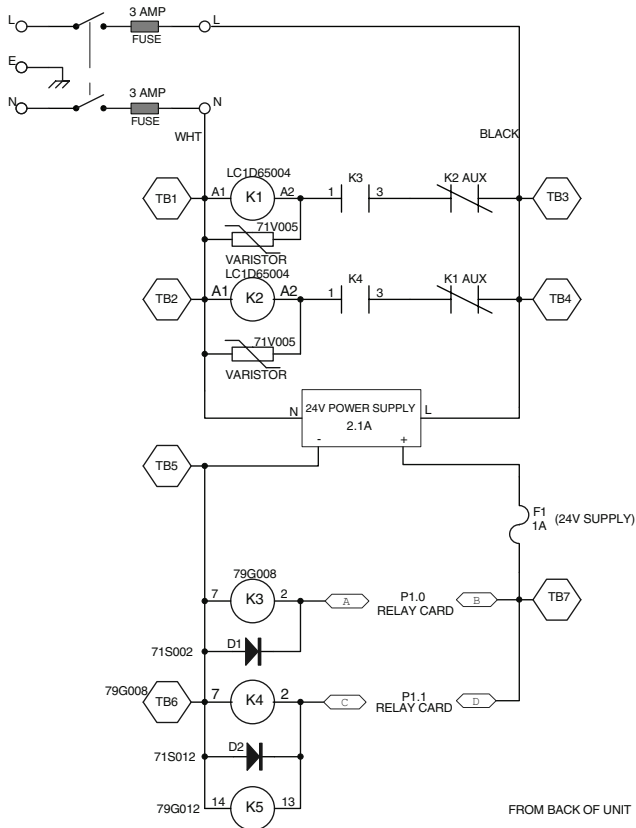 L
3 AMP
FUSE
L
E
N
3 AMP
FUSE
N
WHT
BLACK
LC1D65004
K3
K2 AUX
TB1
A1
K1
A2
1
3
TB3
71V005
VARISTOR
LC1D65004
K4
K1 AUX
TB2
A1
K2
A2
1
3
TB4
71V005
VARISTOR
N
24V POWER SUPPLY
L
2.1A
- +
TB5
F1
1A
(24V SUPPLY)
79G008
7
K3
2
A
P1.0
RELAY CARD
B
TB7
71S002
D1
79G008
TB6
7
K4
2
C
P1.1
RELAY CARD
D
71S012
D2
79G012
14
K5
13
FROM BACK OF UNIT